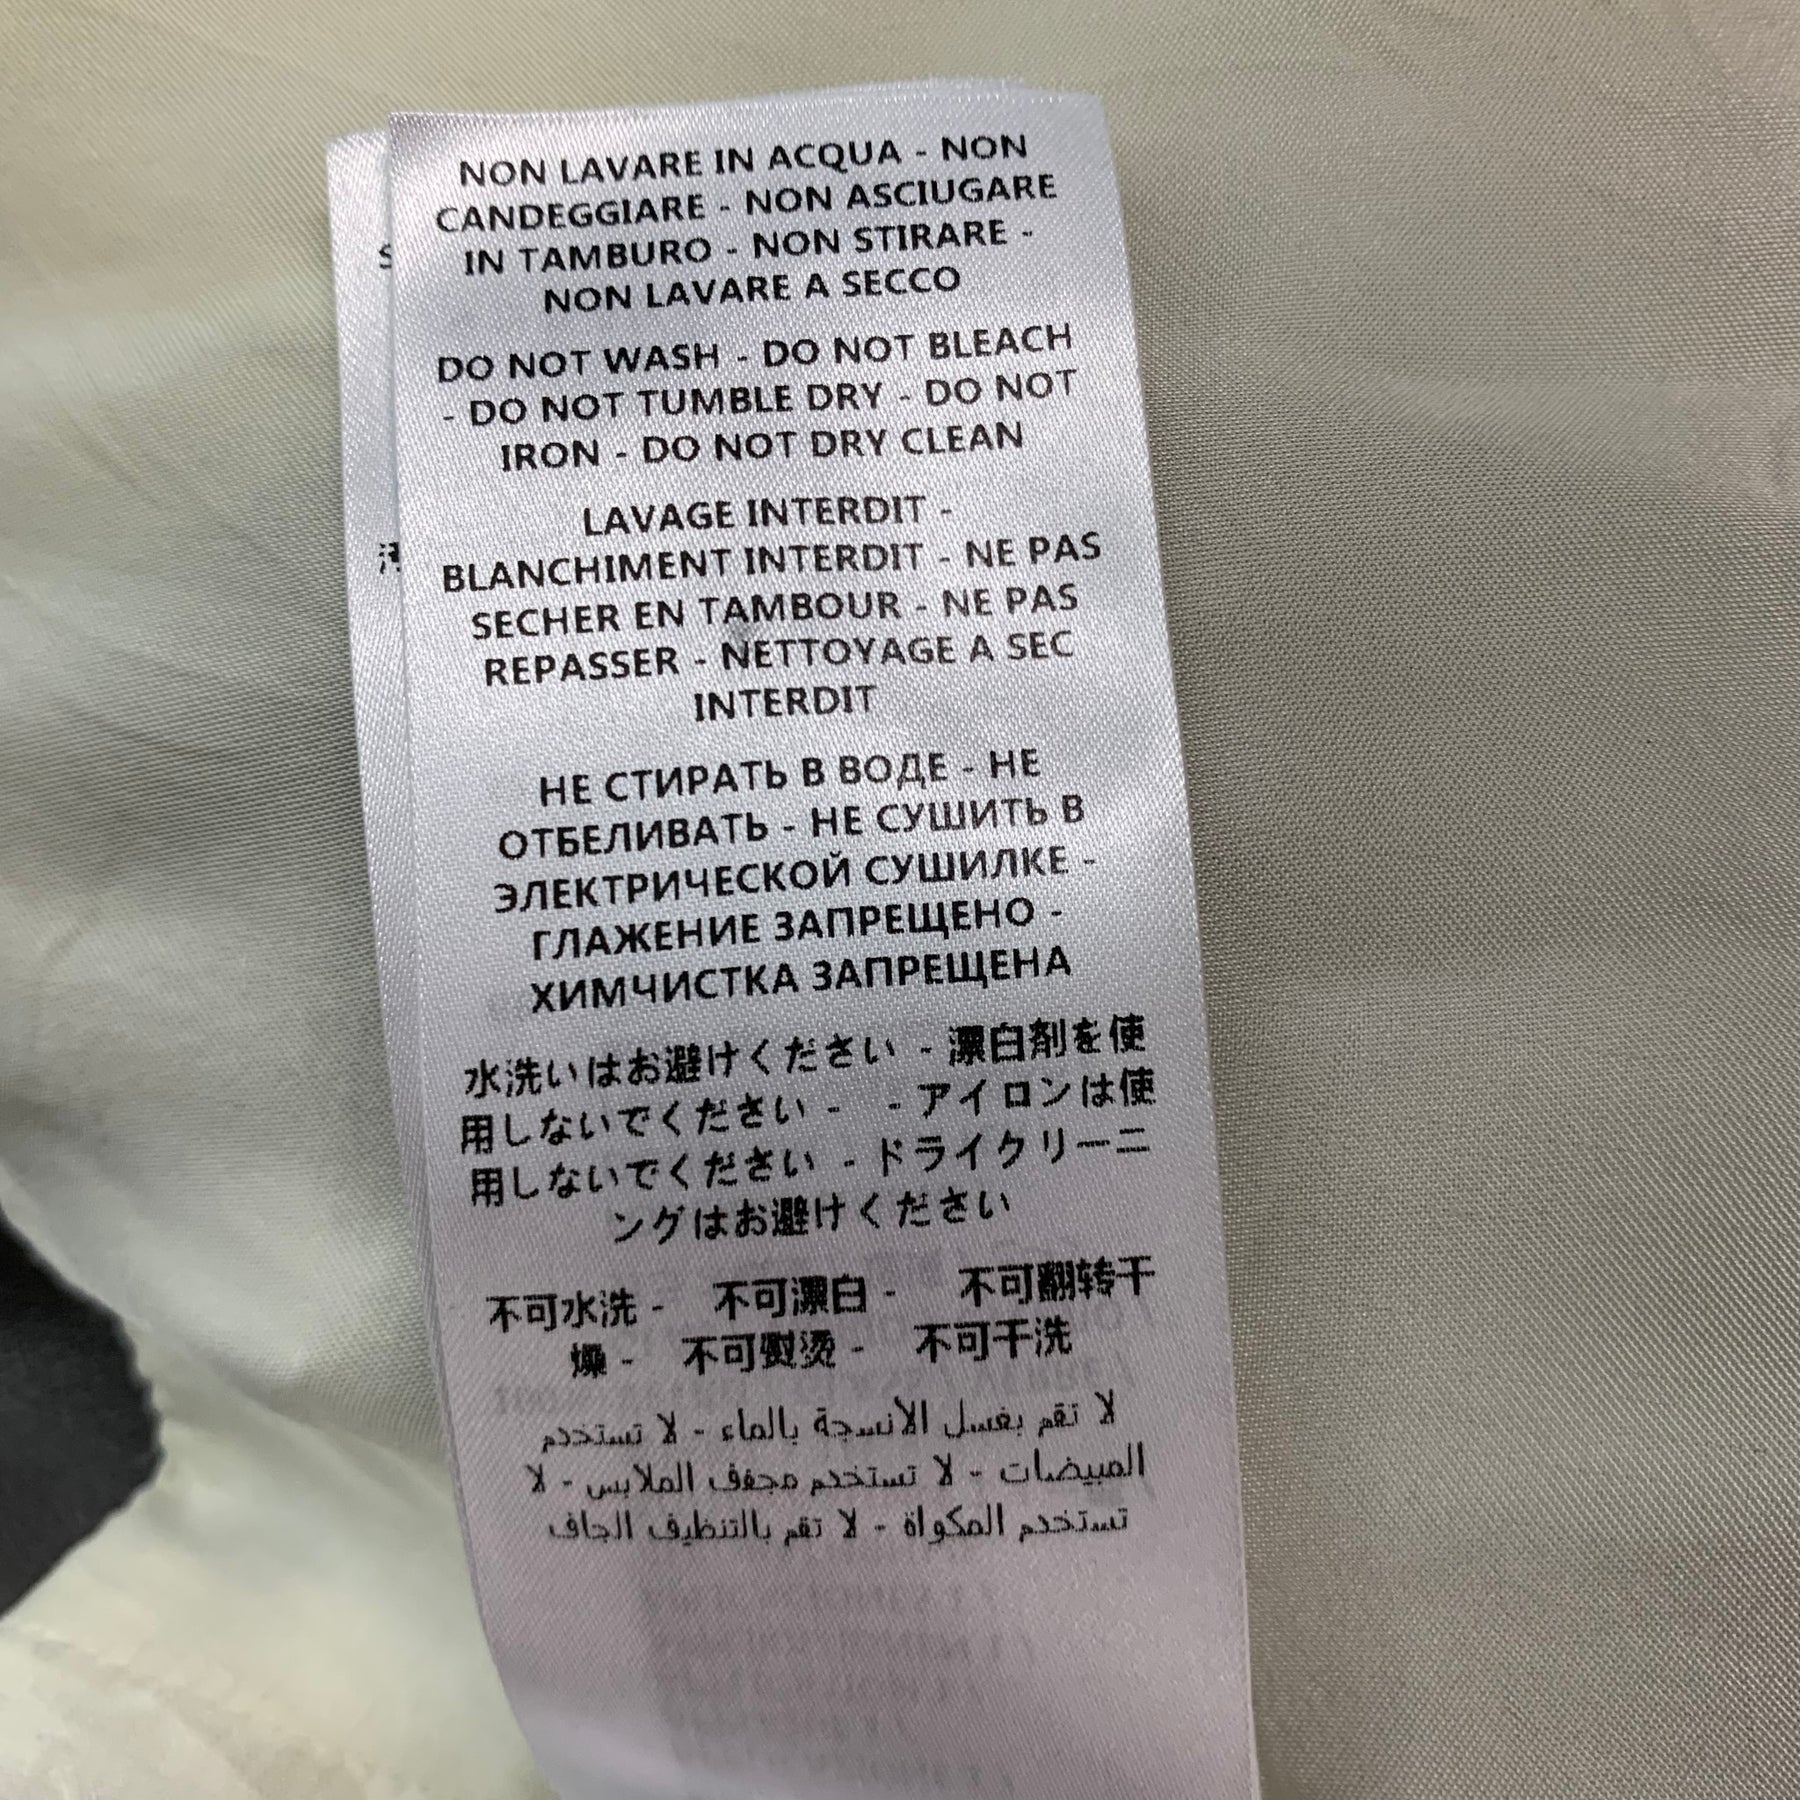 NON LAVARE IN ACQUA - NON
CANDEGGIARE - NON ASCIUGARE
IN TAMBURO - NON STIRARE -
NON LAVARE A SECCO
DO NOT WASH - DO NOT BLEACH
- DO NOT TUMBLE DRY - DO NOT
IRON - DO NOT DRY CLEAN
LAVAGE INTERDIT -
BLANCHIMENT INTERDIT - NE PAS
SECHER EN TAMBOUR - NE PAS
REPASSER - NETTOYAGE A SEC
INTERDIT
НЕ СТИРАТЬ В ВОДЕ - НЕ
ОТБЕЛИВАТЬ - НЕ СУШИТЬ В
ЭЛЕКТРИЧЕСКОЙ СУШИЛКЕ -
ГЛАЖЕНИЕ ЗАПРЕЩЕНО -
ХИМЧИСТКА ЗАПРЕЩЕНА
水洗いはお避けください - 漂白剤を使
用しないでください - - アイロンは使
用しないでください - ドライクリーニ
ングはお避けください
不可水洗 - 不可漂白 - 不可翻转干
燥 - 不可熨烫 - 不可干洗
لا تقم بغسل الانسجة بالماء - لا تستخدم
المبيضات - لا تستخدم مجفف الملابس - لا
تستخدم المكواة - لا تقم بالتنظيف الجاف